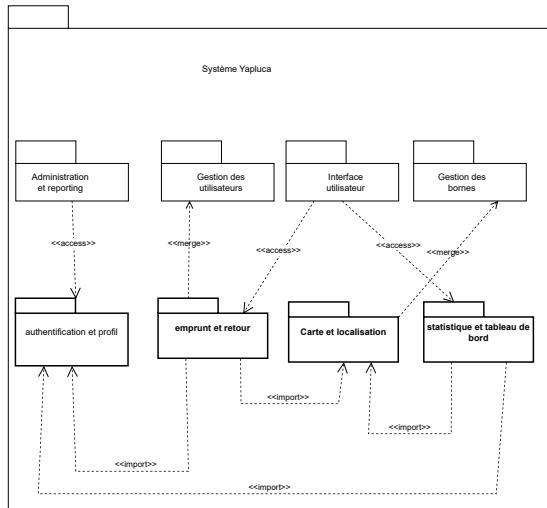 Système Yapluca
Administration
et reporting
Gestion des
utilisateurs
Interface
utilisateur
Gestion des
bornes
<<access>>
<<merge>>
<<access>>
<<access>>
<<merge>>
authentification et profil
emprunt et retour
Carte et localisation
statistique et tableau de
bord
<<import>>
<<import>>
<<import>>
<<import>>